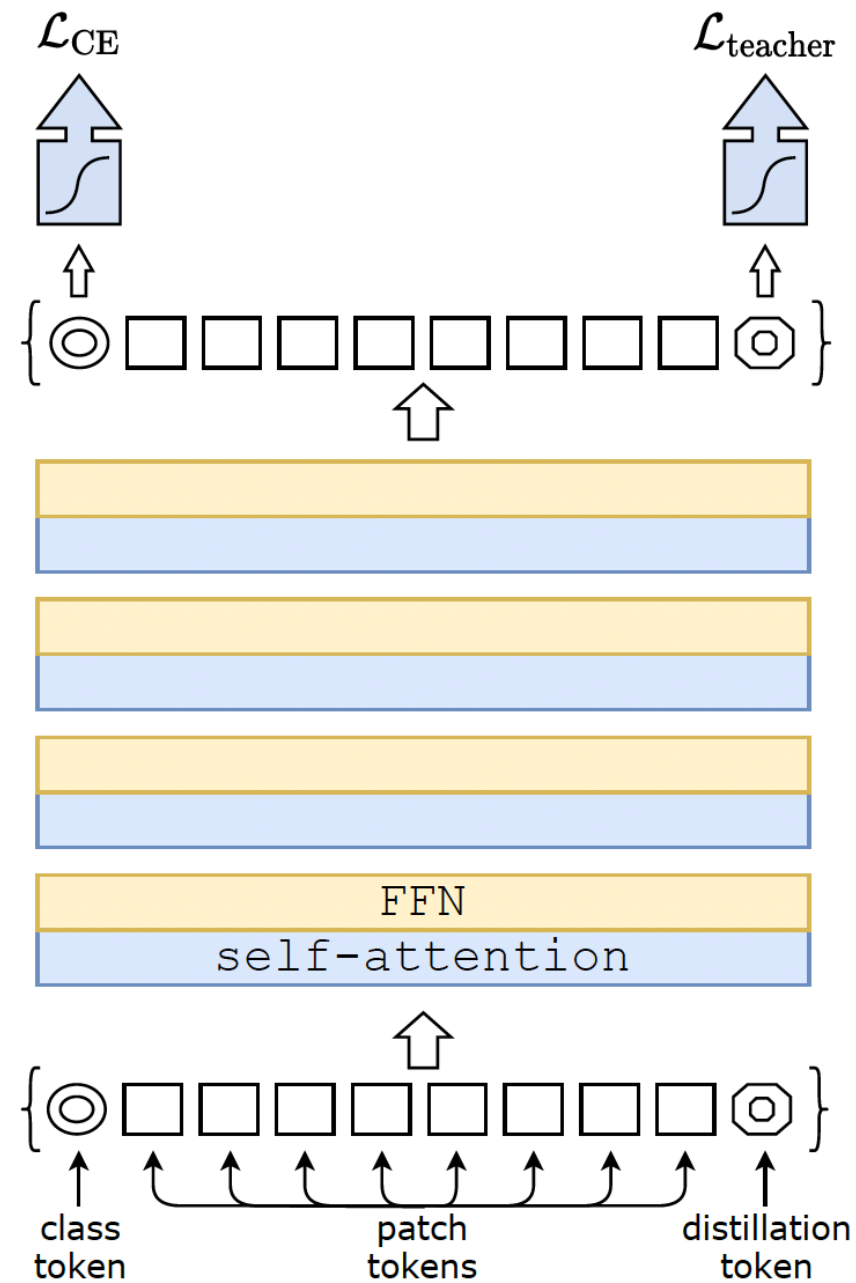 ℒCE
ℒteacher
FFN
self-attention
class token
patch tokens
distillation token